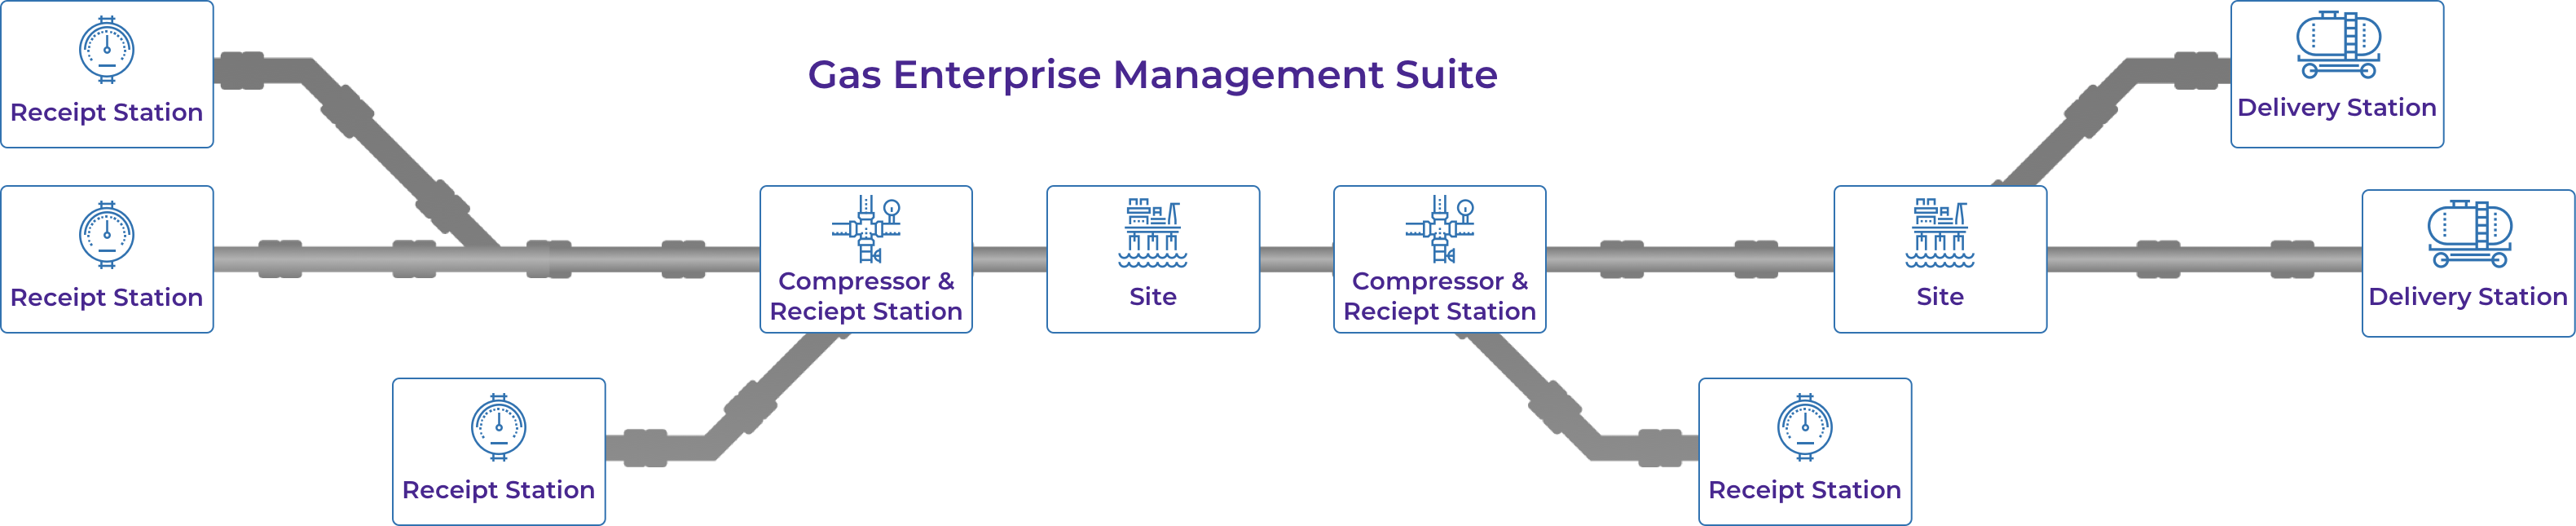 Gas Enterprise Management Suite
Receipt Station
Delivery Station
Receipt Station
Compressor &
Reciept Station
Site
Compressor &
Reciept Station
Site
Delivery Station
Receipt Station
Receipt Station